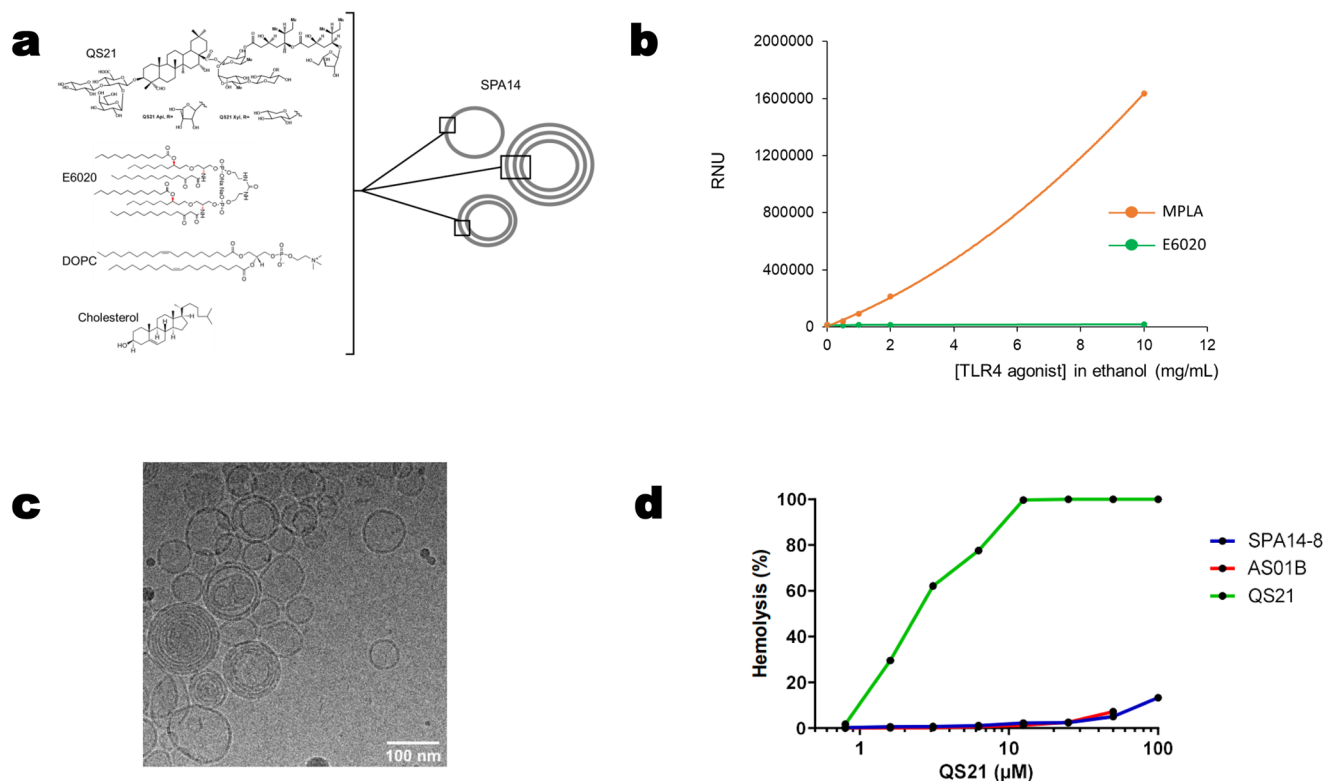 a
QS21
QS21 Api, R=
QS21 Xyl, R=
E6020
DOPC
Cholesterol
SPA14
b
2000000
1600000
1200000
800000
400000
0
RNU
0 2 4 6 8 10 12
[TLR4 agonist] in ethanol (mg/mL)
MPLA
E6020
c
100 nm
d
100
80
60
40
20
0
Hemolysis (%)
1 10 100
QS21 (µM)
SPA14-8
AS01B
QS21